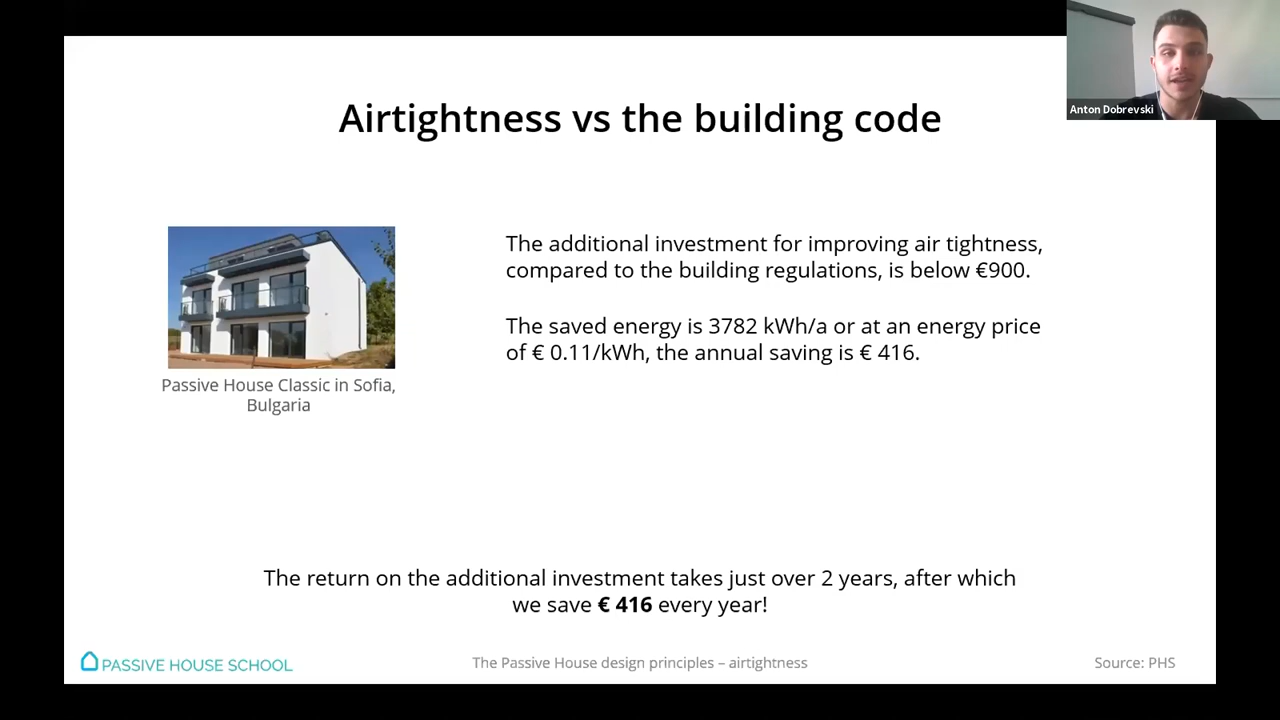 Anton Dobrevski
Airtightness vs the building code
The additional investment for improving air tightness,
compared to the building regulations, is below €900.
The saved energy is 3782 kWh/a or at an energy price
of € 0.11/kWh, the annual saving is € 416.
Passive House Classic in Sofia,
Bulgaria
The return on the additional investment takes just over 2 years, after which
we save € 416 every year!
PASSIVE HOUSE SCHOOL
The Passive House design principles – airtightness
Source: PHS